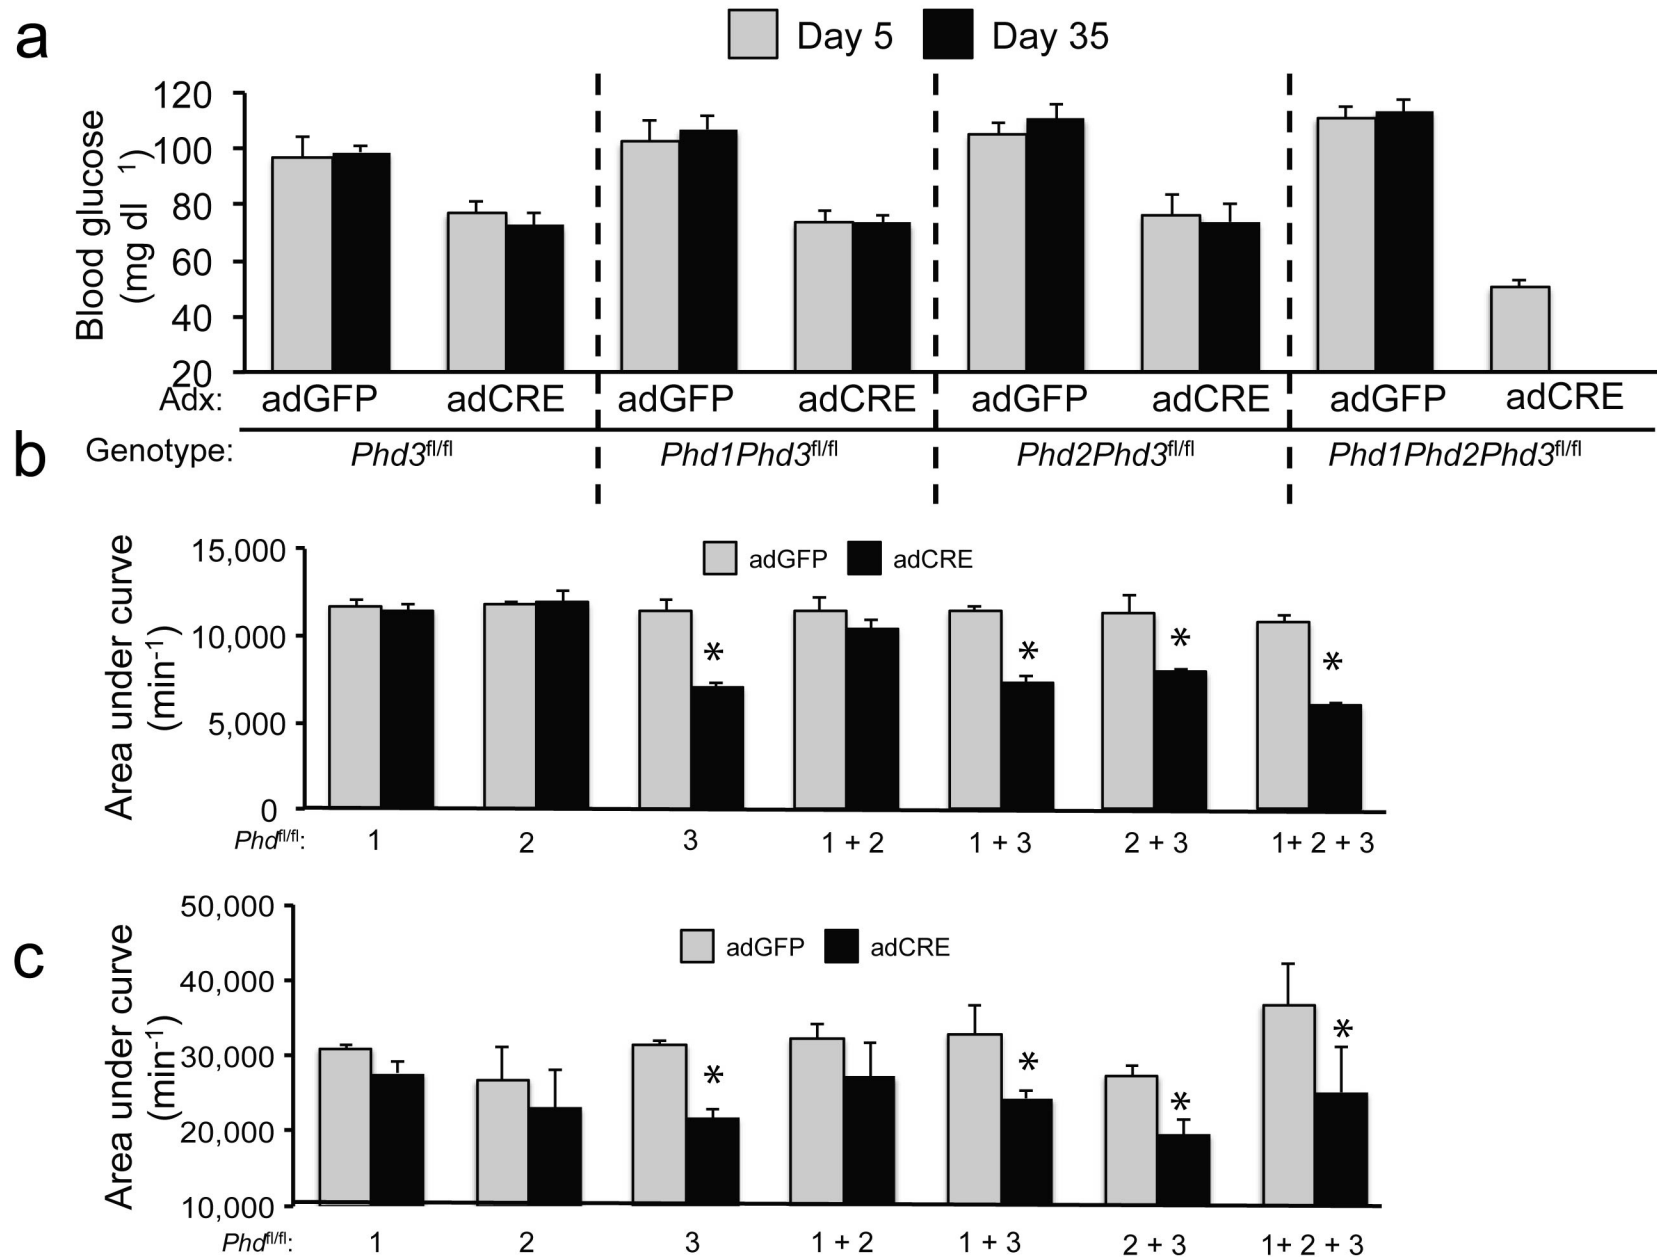 a
Day 5 Day 35
Blood glucose
(mg dl 1)
120
100
80
60
40
20
Adx: adGFP adCRE adGFP adCRE adGFP adCRE adGFP adCRE
Genotype: Phd3fl/fl Phd1Phd3fl/fl Phd2Phd3fl/fl Phd1Phd2Phd3fl/fl
b
Area under curve
(min-1)
adGFP adCRE
15,000
10,000
5,000
0
* * * *
Phdfl/fl: 1 2 3 1 + 2 1 + 3 2 + 3 1+ 2 + 3
c
Area under curve
(min-1)
adGFP adCRE
50,000
40,000
30,000
20,000
10,000
* * * *
Phdfl/fl: 1 2 3 1 + 2 1 + 3 2 + 3 1+ 2 + 3